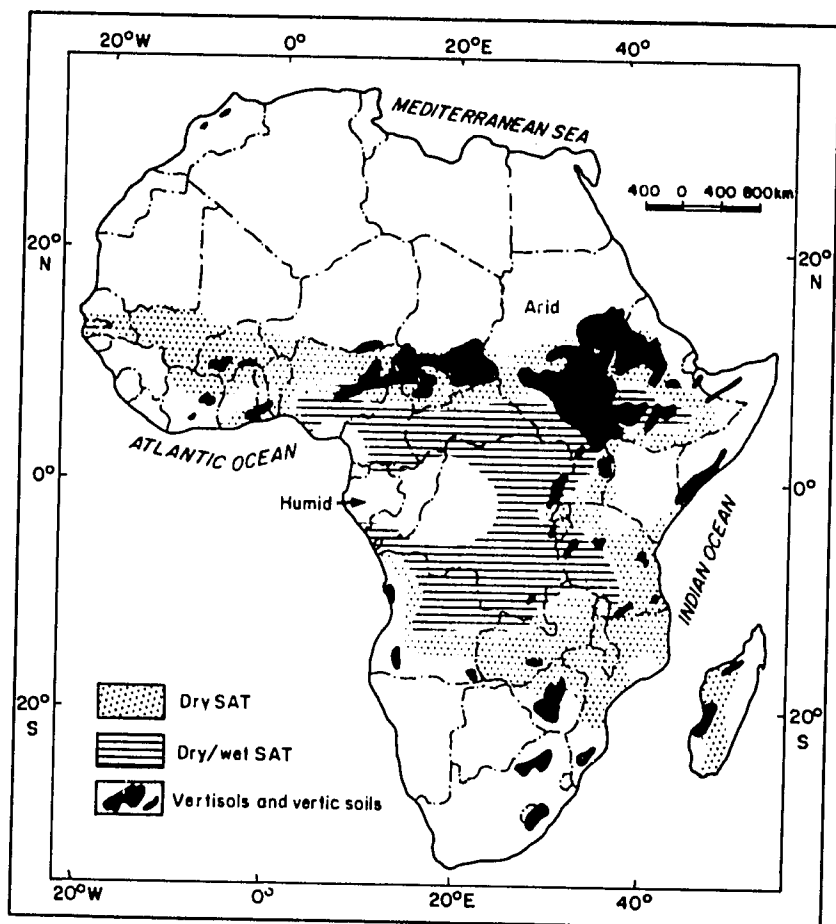 20°W 0° 20°E 40°
MEDITERRANEAN SEA
400 0 400 800km
20°
N
20°
N
Arid
ATLANTIC OCEAN
0°
0°
Humid
INDIAN OCEAN
20°
S
20°
S
Dry SAT
Dry/wet SAT
Vertisols and vertic soils
20°W 0° 20°E 40°